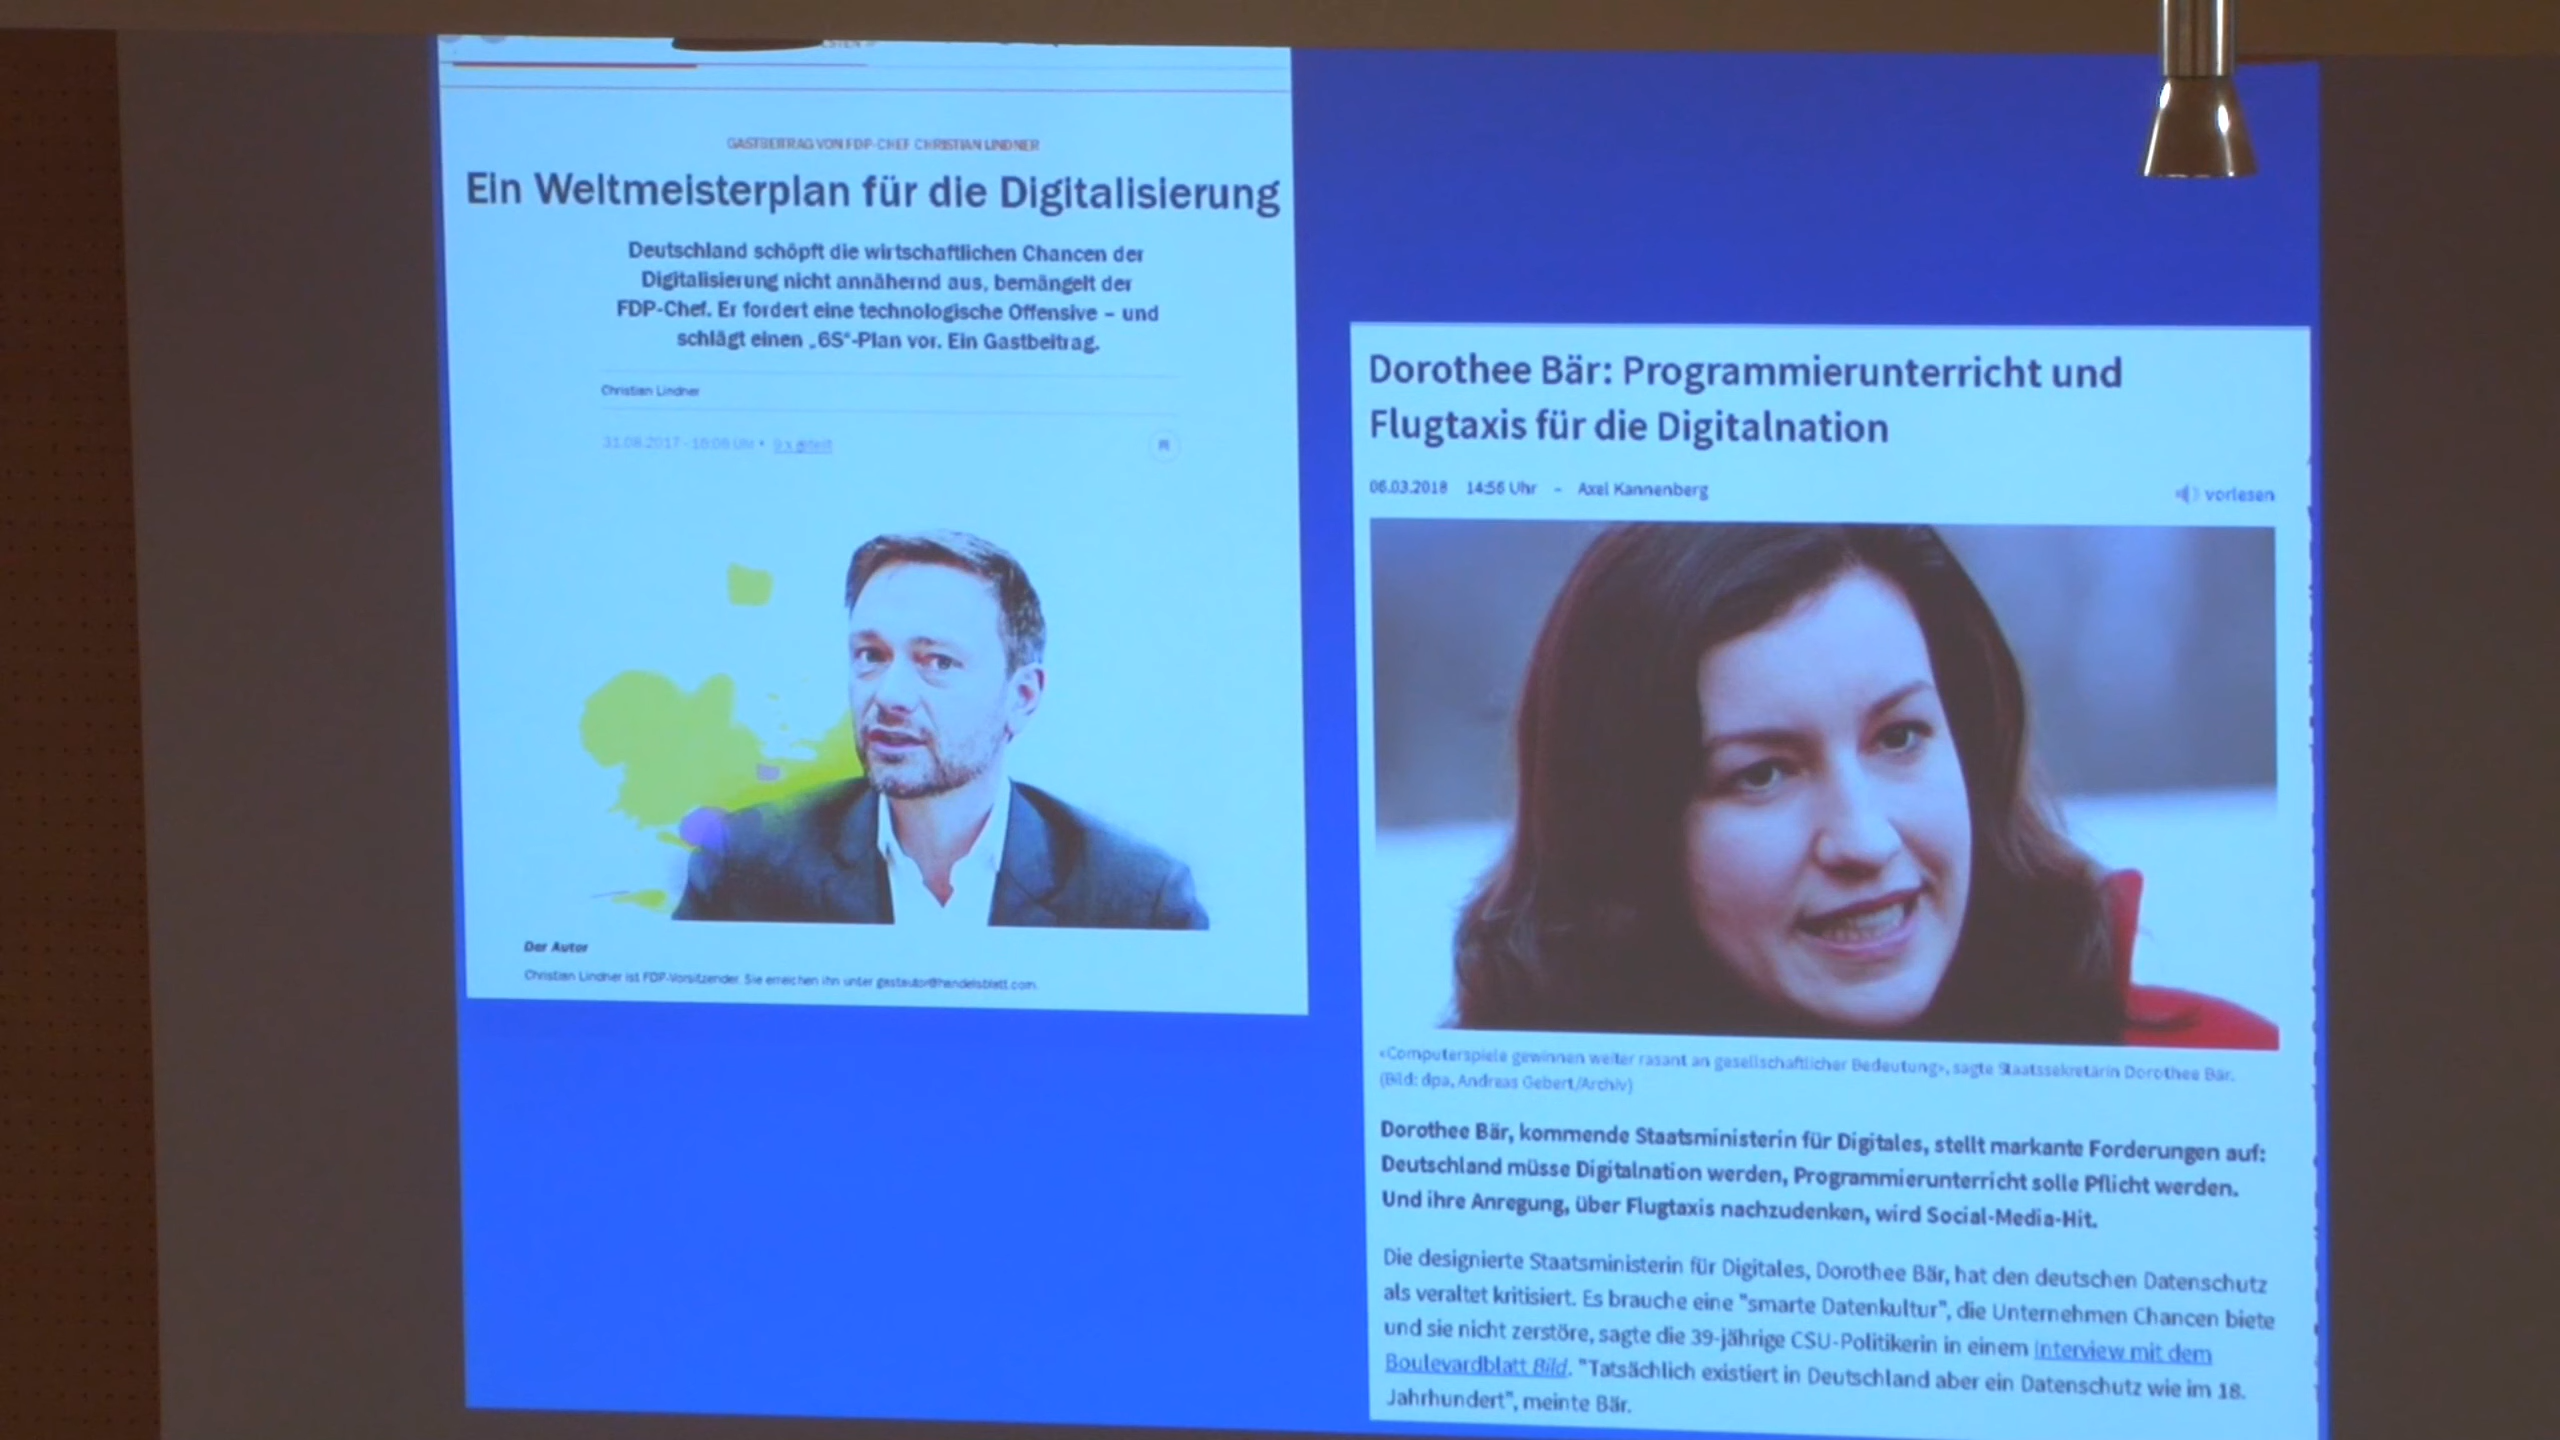 GASTBEITRAG VON FDP-CHEF CHRISTIAN LINDNER
Ein Weltmeisterplan für die Digitalisierung
Deutschland schöpft die wirtschaftlichen Chancen der
Digitalisierung nicht annähernd aus, bemängelt der
FDP-Chef. Er fordert eine technologische Offensive – und
schlägt einen „6S“-Plan vor. Ein Gastbeitrag.
Christian Lindner
31.08.2017 - Uhr • 9 x geteilt
Der Autor
Christian Lindner ist FDP-Vorsitzender. Sie erreichen ihn unter gastautor@handelsblatt.com.
Dorothee Bär: Programmierunterricht und
Flugtaxis für die Digitalnation
06.03.2018 14:56 Uhr – Axel Kannenberg
vorlesen
«Computerspiele gewinnen weiter rasant an gesellschaftlicher Bedeutung», sagte Staatssekretärin Dorothee Bär.
(Bild: dpa, Andreas Gebert/Archiv)
Dorothee Bär, kommende Staatsministerin für Digitales, stellt markante Forderungen auf:
Deutschland müsse Digitalnation werden, Programmierunterricht solle Pflicht werden.
Und ihre Anregung, über Flugtaxis nachzudenken, wird Social-Media-Hit.
Die designierte Staatsministerin für Digitales, Dorothee Bär, hat den deutschen Datenschutz
als veraltet kritisiert. Es brauche eine "smarte Datenkultur", die Unternehmen Chancen biete
und sie nicht zerstöre, sagte die 39-jährige CSU-Politikerin in einem Interview mit dem
Boulevardblatt Bild. "Tatsächlich existiert in Deutschland aber ein Datenschutz wie im 18.
Jahrhundert", meinte Bär.